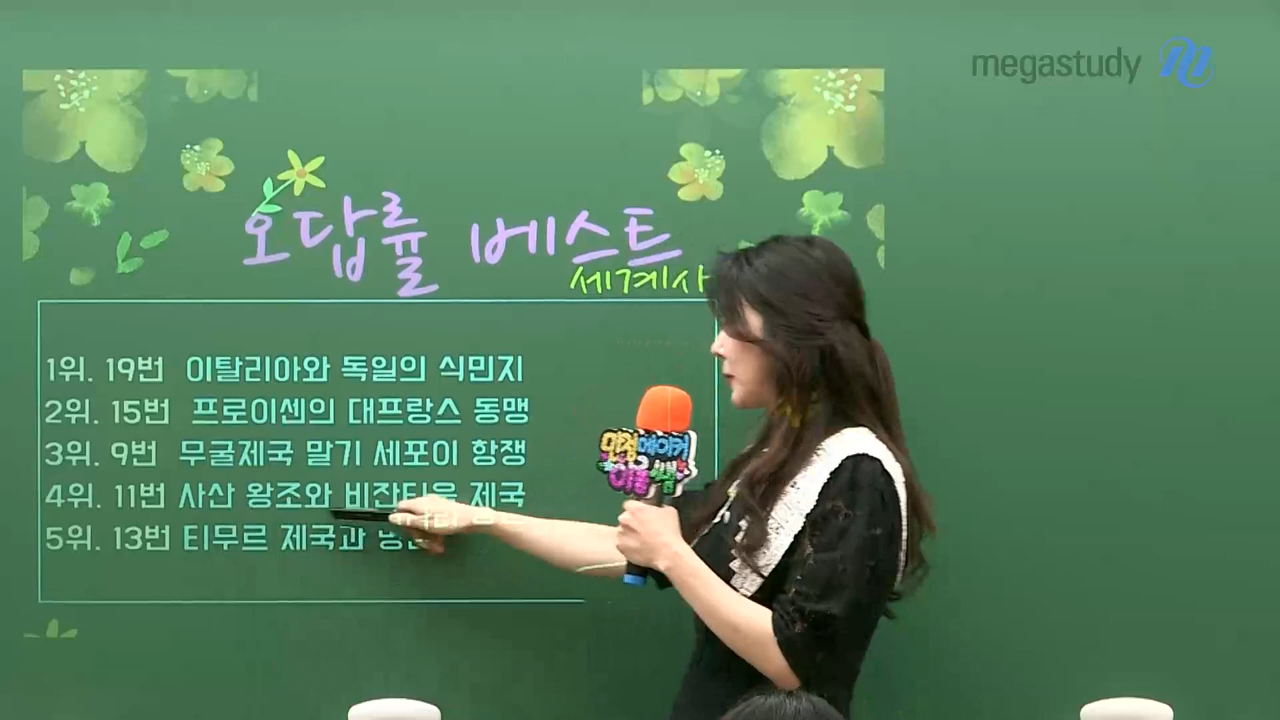 megastudy
오답률 베스트
세계사
1위. 19번 이탈리아와 독일의 식민지
2위. 15번 프로이센의 대프랑스 동맹
3위. 9번 무굴제국 말기 세포이 항쟁
4위. 11번 사산 왕조와 비잔티움 제국
5위. 13번 티무르 제국과